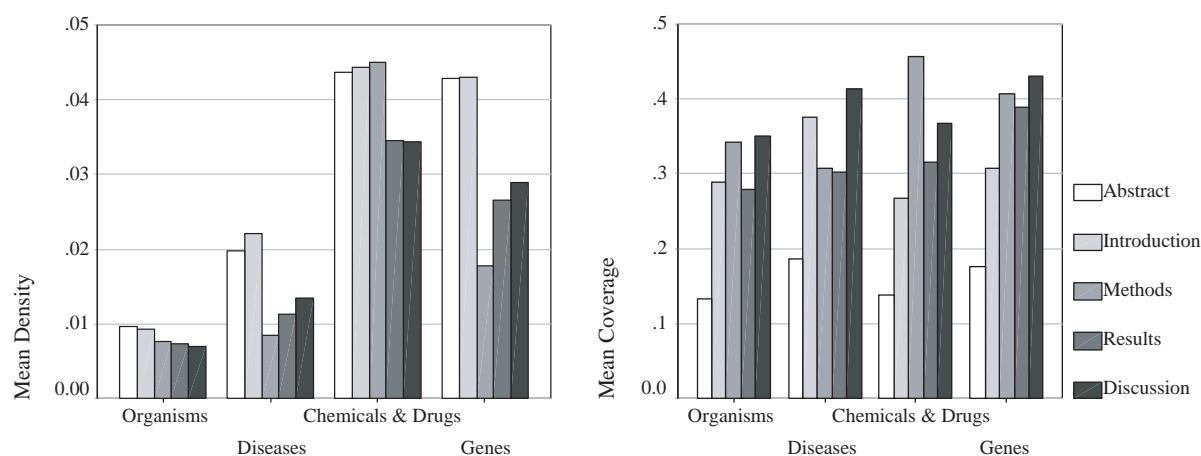 .05
.04
.03
.02
.01
0.00
Mean Density
Organisms
Diseases
Chemicals & Drugs
Genes
.5
.4
.3
.2
.1
0.0
Mean Coverage
Organisms
Diseases
Chemicals & Drugs
Genes
Abstract
Introduction
Methods
Results
Discussion